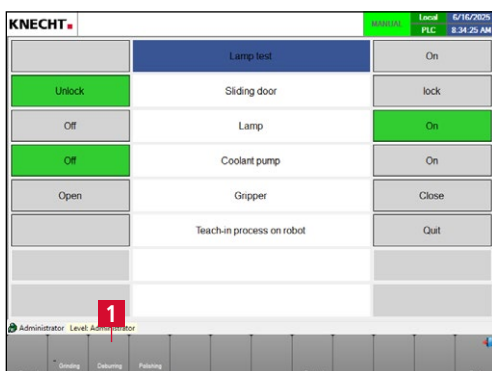 KNECHT
MANUAL
Local 6/16/2025
PLC 8:34:25 AM
Lamp test On
Unlock Sliding door lock
Off Lamp On
Off Coolant pump On
Open Gripper Close
Teach-in process on robot Quit
1
Administrator Level: Administrator
Grinding Deburring Polishing